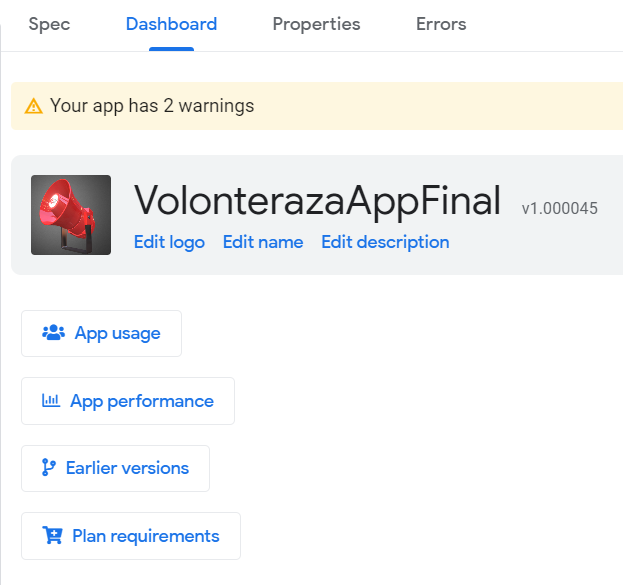 Spec Dashboard Properties Errors
Your app has 2 warnings
VolonterazaAppFinal v1.000045
Edit logo Edit name Edit description
App usage
App performance
Earlier versions
Plan requirements